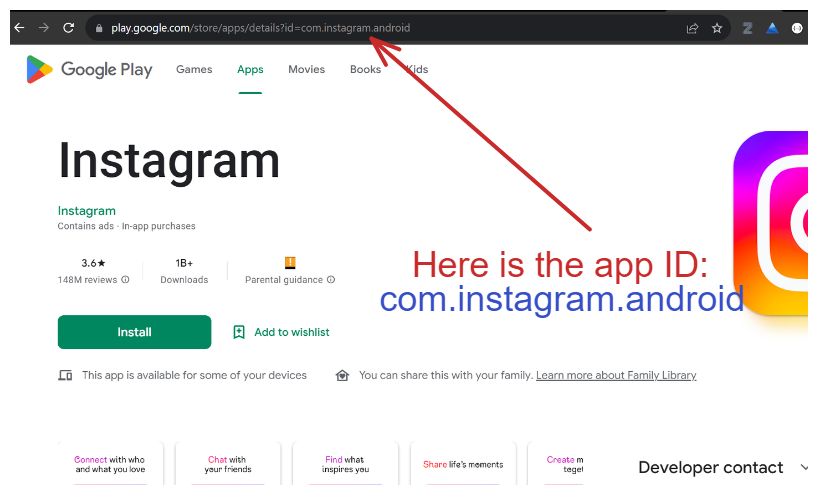 play.google.com/store/apps/details?id=com.instagram.android
Google Play Games Apps Movies Books Kids
Instagram
Instagram
Contains ads · In-app purchases
3.6★ 1B+
148M reviews Downloads Parental guidance
Here is the app ID:
com.instagram.android
Install Add to wishlist
This app is available for some of your devices You can share this with your family. Learn more about Family Library
Connect with who
and what you love
Chat with
your friends
Find what
inspires you
Share life's moments
Create m
toget
Developer contact